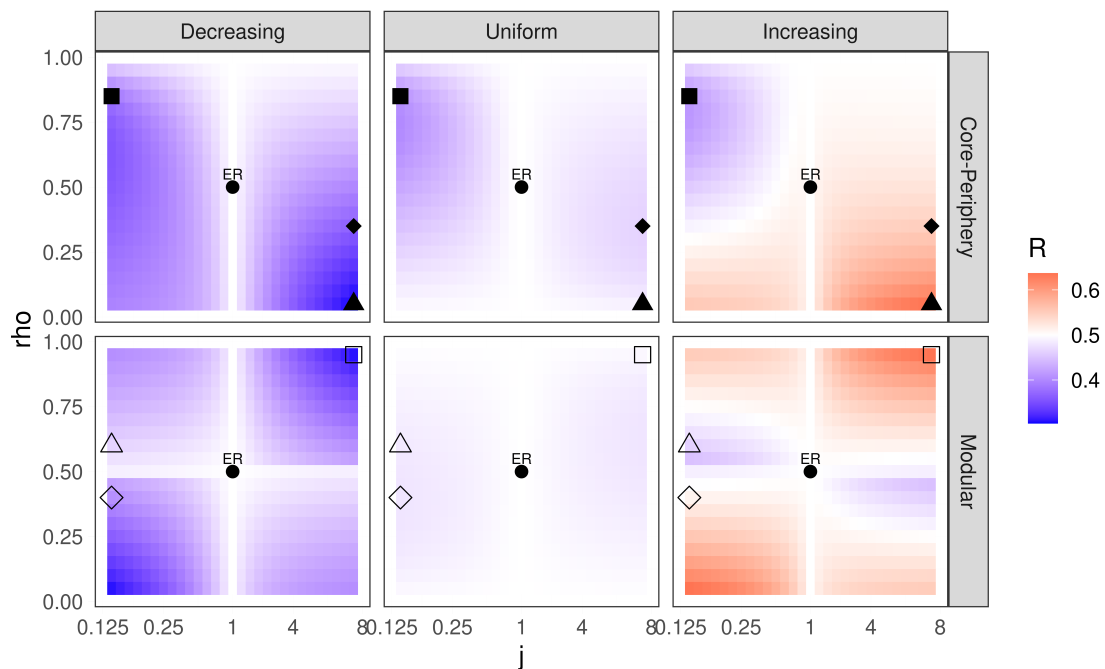 Decreasing Uniform Increasing
1.00
0.75
0.50
0.25
0.00
ER ER ER
Core-Periphery
rho
1.00
0.75
0.50
0.25
0.00
ER ER ER
Modular
0.125 0.25 1 4 8 0.125 0.25 1 4 8 0.125 0.25 1 4 8
j
R
0.6
0.5
0.4